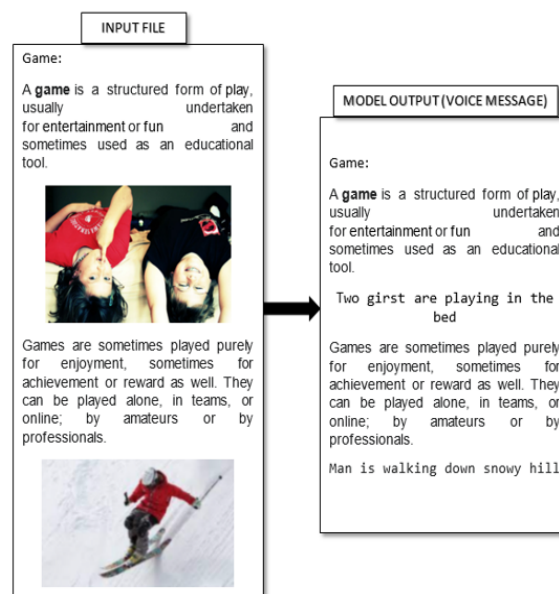 INPUT FILE
Game:
A game is a structured form of play,
usually undertaken
for entertainment or fun and
sometimes used as an educational
tool.
Games are sometimes played purely
for enjoyment, sometimes for
achievement or reward as well. They
can be played alone, in teams, or
online; by amateurs or by
professionals.
MODEL OUTPUT (VOICE MESSAGE)
Game:
A game is a structured form of play,
usually undertaken
for entertainment or fun and
sometimes used as an educational
tool.
Two girst are playing in the
bed
Games are sometimes played purely
for enjoyment, sometimes for
achievement or reward as well. They
can be played alone, in teams, or
online; by amateurs or by
professionals.
Man is walking down snowy hill